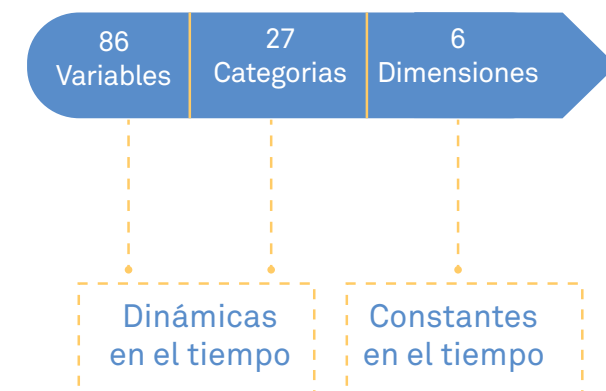 86
Variables
27
Categorias
6
Dimensiones
Dinámicas
en el tiempo
Constantes
en el tiempo